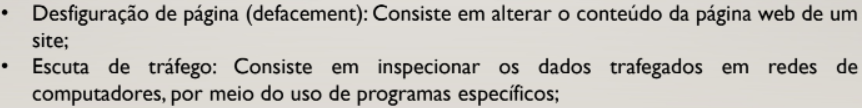 • Desfiguração de página (defacement): Consiste em alterar o conteúdo da página web de um
site;
• Escuta de tráfego: Consiste em inspecionar os dados trafegados em redes de
computadores, por meio do uso de programas específicos;